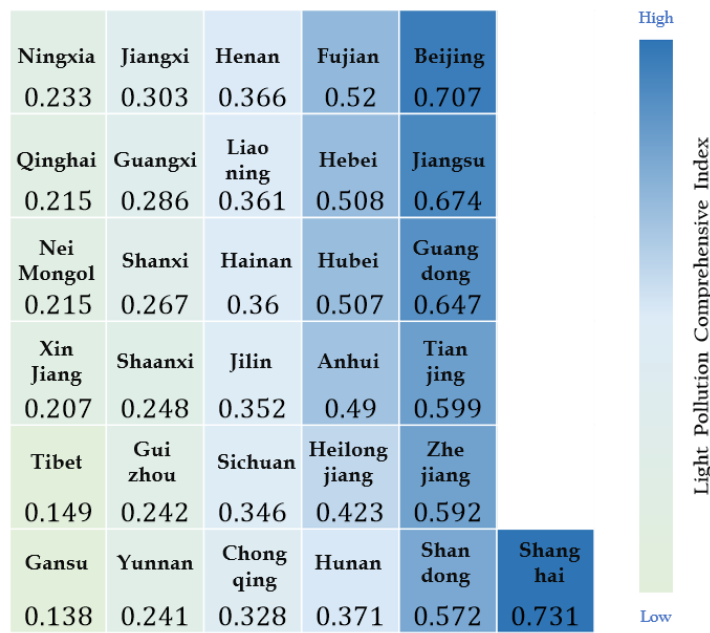 High
Ningxia Jiangxi Henan Fujian Beijing
0.233 0.303 0.366 0.52 0.707
Qinghai Guangxi Liao ning Hebei Jiangsu
0.215 0.286 0.361 0.508 0.674
Nei Mongol Shanxi Hainan Hubei Guang dong
0.215 0.267 0.36 0.507 0.647
Xin Jiang Shaanxi Jilin Anhui Tian jing
0.207 0.248 0.352 0.49 0.599
Tibet Gui zhou Sichuan Heilong jiang Zhe jiang
0.149 0.242 0.346 0.423 0.592
Gansu Yunnan Chong qing Hunan Shan dong Shang hai
0.138 0.241 0.328 0.371 0.572 0.731
Low
Light Pollution Comprehensive Index